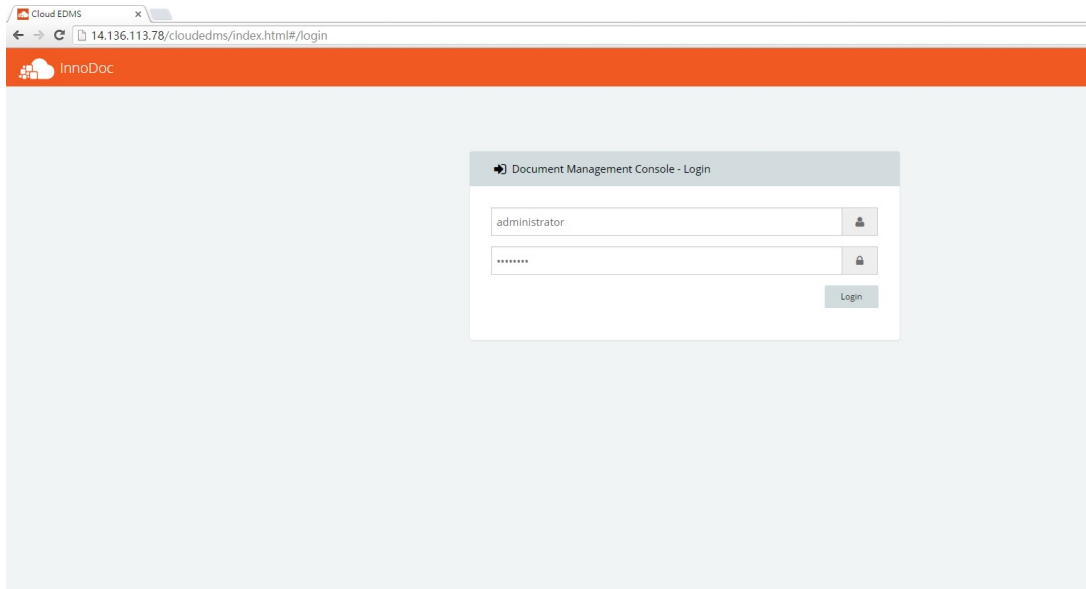 Cloud EDMS
14.136.113.78/cloudedms/index.html#/login
InnoDoc
Document Management Console - Login
administrator
••••••••
Login